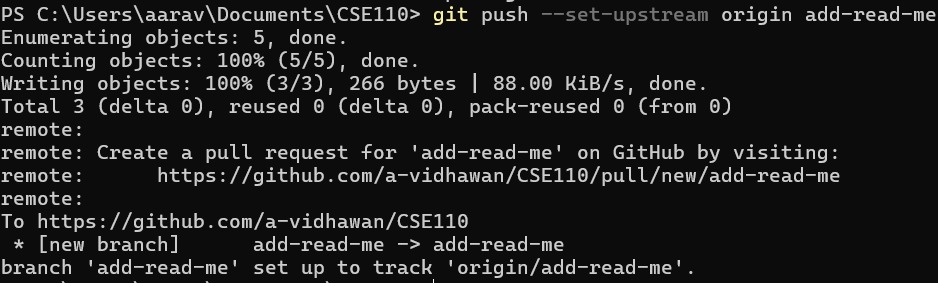 PS C:\Users\aarav\Documents\CSE110> git push --set-upstream origin add-read-me
Enumerating objects: 5, done.
Counting objects: 100% (5/5), done.
Writing objects: 100% (3/3), 266 bytes | 88.00 KiB/s, done.
Total 3 (delta 0), reused 0 (delta 0), pack-reused 0 (from 0)
remote:
remote: Create a pull request for 'add-read-me' on GitHub by visiting:
remote:      https://github.com/a-vidhawan/CSE110/pull/new/add-read-me
remote:
To https://github.com/a-vidhawan/CSE110
 * [new branch]      add-read-me -> add-read-me
branch 'add-read-me' set up to track 'origin/add-read-me'.